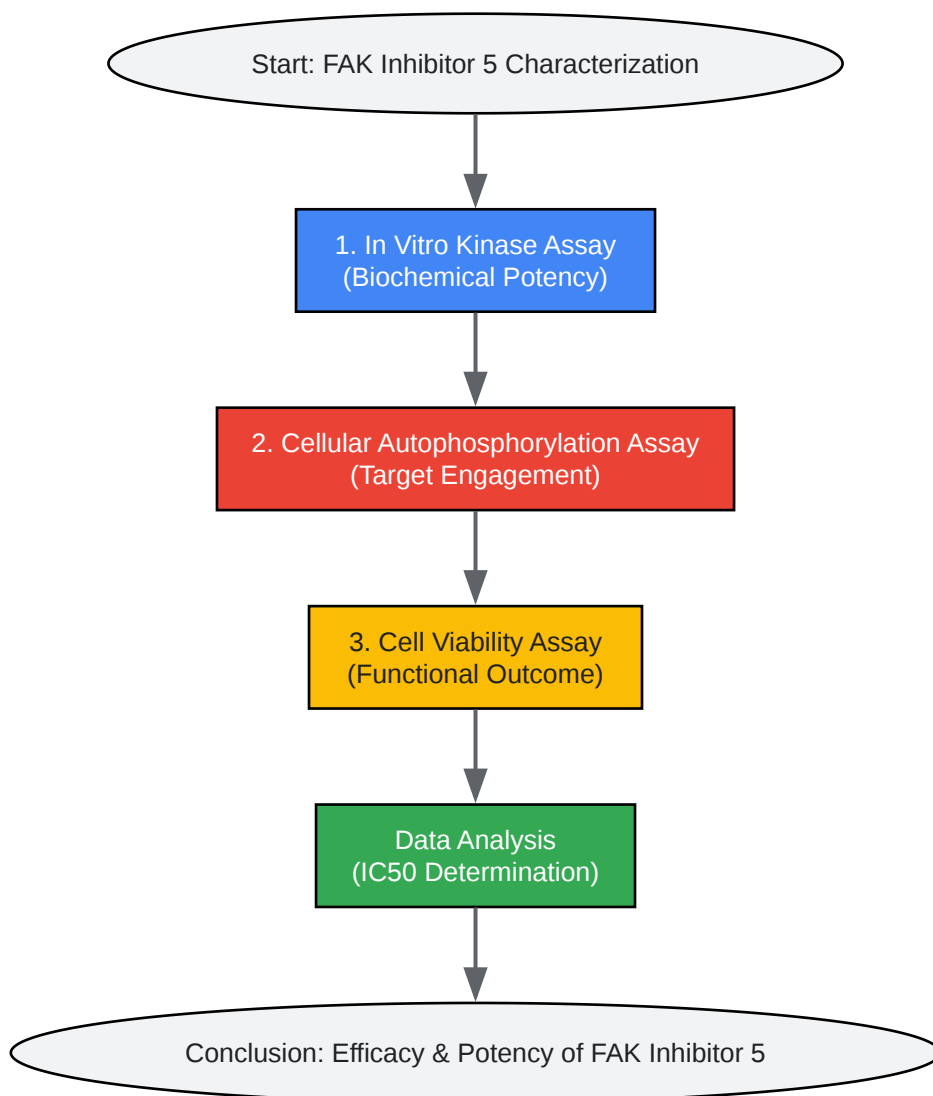 Start: FAK Inhibitor 5 Characterization
1. In Vitro Kinase Assay
(Biochemical Potency)
2. Cellular Autophosphorylation Assay
(Target Engagement)
3. Cell Viability Assay
(Functional Outcome)
Data Analysis
(IC50 Determination)
Conclusion: Efficacy & Potency of FAK Inhibitor 5